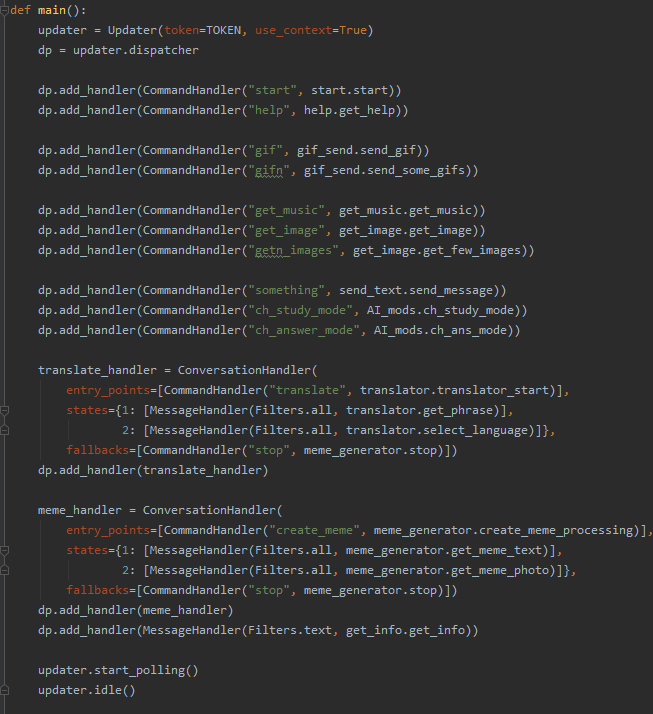 def main():
    updater = Updater(token=TOKEN, use_context=True)
    dp = updater.dispatcher

    dp.add_handler(CommandHandler("start", start.start))
    dp.add_handler(CommandHandler("help", help.get_help))

    dp.add_handler(CommandHandler("gif", gif_send.send_gif))
    dp.add_handler(CommandHandler("gifn", gif_send.send_some_gifs))

    dp.add_handler(CommandHandler("get_music", get_music.get_music))
    dp.add_handler(CommandHandler("get_image", get_image.get_image))
    dp.add_handler(CommandHandler("getn_images", get_image.get_few_images))

    dp.add_handler(CommandHandler("something", send_text.send_message))
    dp.add_handler(CommandHandler("ch_study_mode", AI_mods.ch_study_mode))
    dp.add_handler(CommandHandler("ch_answer_mode", AI_mods.ch_ans_mode))

    translate_handler = ConversationHandler(
        entry_points=[CommandHandler("translate", translator.translator_start)],
        states={1: [MessageHandler(Filters.all, translator.get_phrase)],
                2: [MessageHandler(Filters.all, translator.select_language)]},
        fallbacks=[CommandHandler("stop", meme_generator.stop)])
    dp.add_handler(translate_handler)

    meme_handler = ConversationHandler(
        entry_points=[CommandHandler("create_meme", meme_generator.create_meme_processing)],
        states={1: [MessageHandler(Filters.all, meme_generator.get_meme_text)],
                2: [MessageHandler(Filters.all, meme_generator.get_meme_photo)]},
        fallbacks=[CommandHandler("stop", meme_generator.stop)])
    dp.add_handler(meme_handler)
    dp.add_handler(MessageHandler(Filters.text, get_info.get_info))

    updater.start_polling()
    updater.idle()